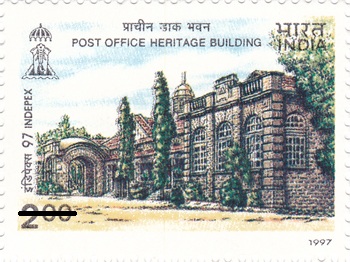 प्राचीन डाक भवन
POST OFFICE HERITAGE BUILDING
भारत
INDIA
इंडिपेक्स 97 INDEPEX
2.00
1997